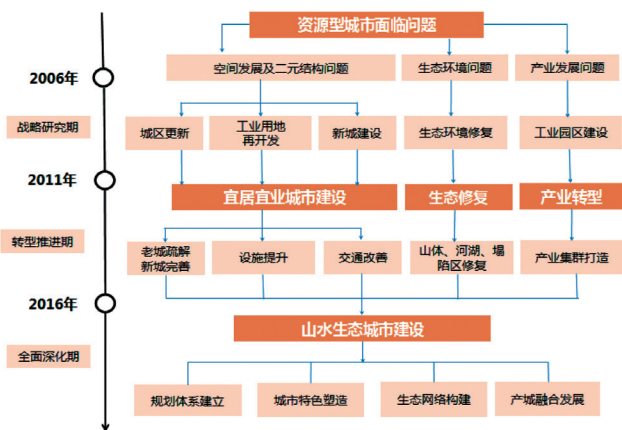 资源型城市面临问题
2006年
空间发展及二元结构问题
生态环境问题
产业发展问题
战略研究期
城区更新
工业用地
再开发
新城建设
生态环境修复
工业园区建设
2011年
宜居宜业城市建设
生态修复
产业转型
转型推进期
老城疏解
新城完善
设施提升
交通改善
山体、河湖、塌
陷区修复
产业集群打造
2016年
山水生态城市建设
全面深化期
规划体系建立
城市特色塑造
生态网络构建
产城融合发展